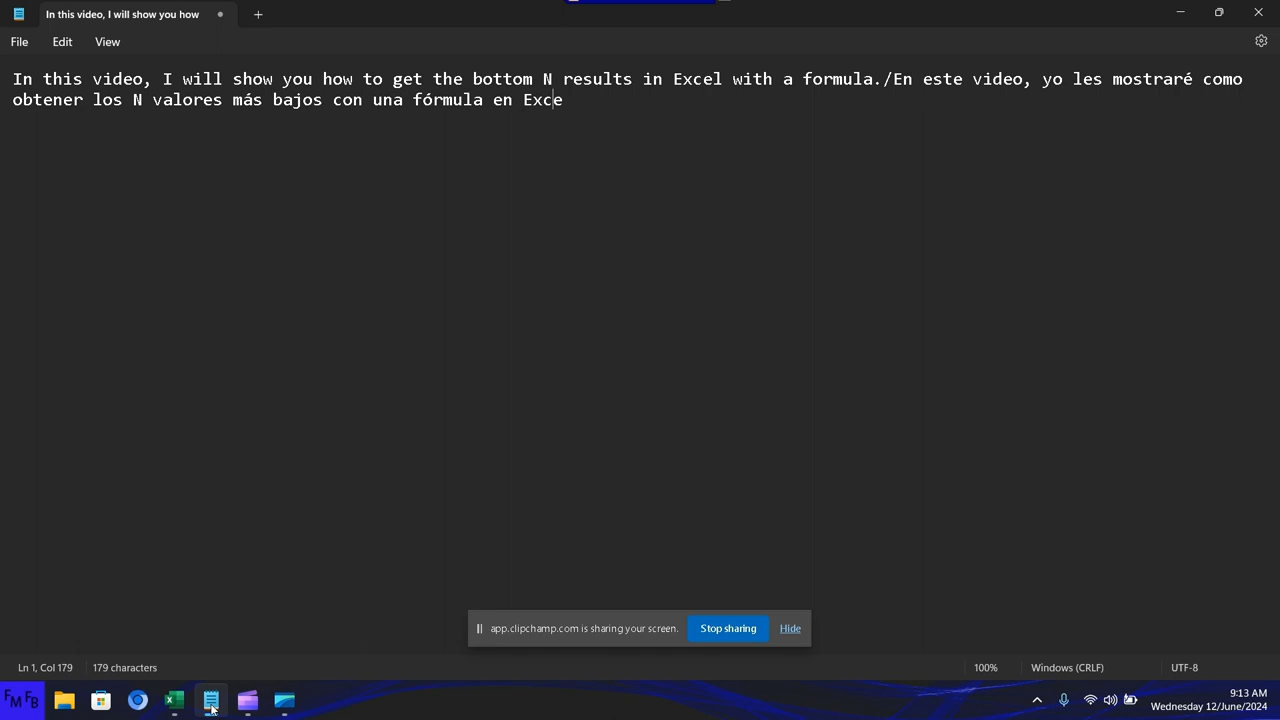 In this video, I will show you how
File Edit View
In this video, I will show you how to get the bottom N results in Excel with a formula./En este video, yo les mostraré como
obtener los N valores más bajos con una fórmula en Exce
app.clipchamp.com is sharing your screen. Stop sharing Hide
Ln 1, Col 179 179 characters 100% Windows (CRLF) UTF-8
FM FB 9:13 AM
Wednesday 12/June/2024